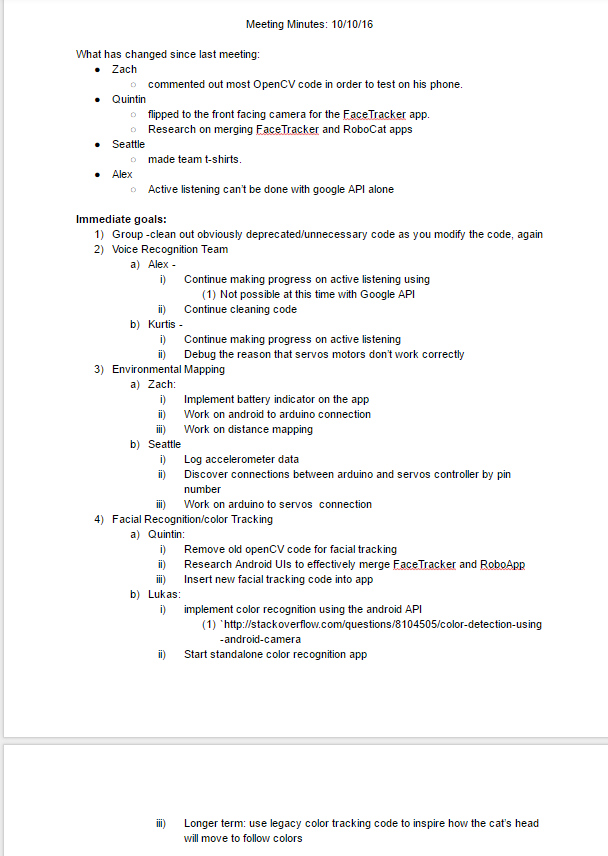 Meeting Minutes: 10/10/16
What has changed since last meeting:
● Zach
○ commented out most OpenCV code in order to test on his phone.
● Quintin
○ flipped to the front facing camera for the FaceTracker app.
○ Research on merging FaceTracker and RoboCat apps
● Seattle
○ made team t-shirts.
● Alex
○ Active listening can't be done with google API alone
Immediate goals:
1) Group -clean out obviously deprecated/unnecessary code as you modify the code, again
2) Voice Recognition Team
a) Alex -
i) Continue making progress on active listening using
(1) Not possible at this time with Google API
ii) Continue cleaning code
b) Kurtis -
i) Continue making progress on active listening
ii) Debug the reason that servos motors don't work correctly
3) Environmental Mapping
a) Zach:
i) Implement battery indicator on the app
ii) Work on android to arduino connection
iii) Work on distance mapping
b) Seattle
i) Log accelerometer data
ii) Discover connections between arduino and servos controller by pin
number
iii) Work on arduino to servos  connection
4) Facial Recognition/color Tracking
a) Quintin:
i) Remove old openCV code for facial tracking
ii) Research Android UIs to effectively merge FaceTracker and RoboApp
iii) Insert new facial tracking code into app
b) Lukas:
i) implement color recognition using the android API
(1) `http://stackoverflow.com/questions/8104505/color-detection-using
-android-camera
ii) Start standalone color recognition app
iii) Longer term: use legacy color tracking code to inspire how the cat's head
will move to follow colors